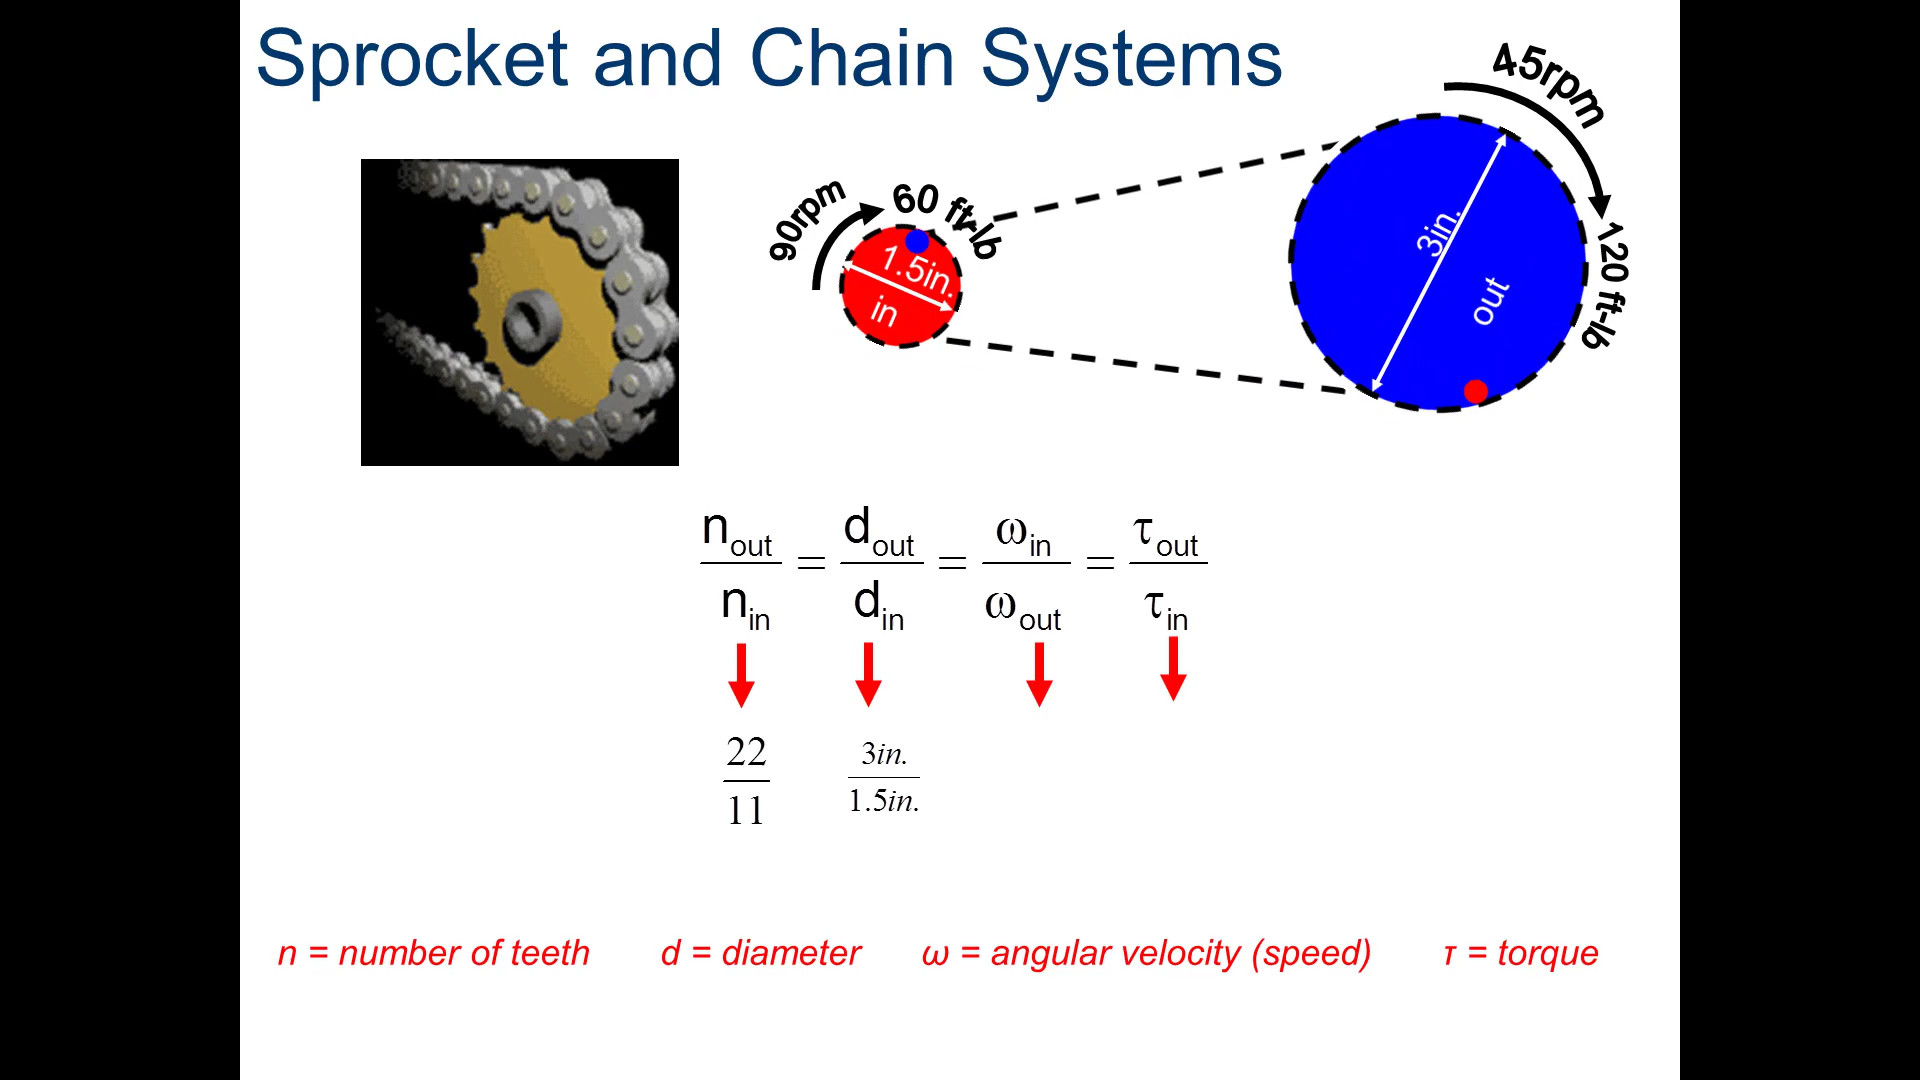 Sprocket and Chain Systems
45rpm
90rpm
60 ft-lb
1.5in.
in
3in.
out
120 ft-lb
n_out/n_in = d_out/d_in = ω_in/ω_out = τ_out/τ_in
22/11
3in./1.5in.
n = number of teeth d = diameter ω = angular velocity (speed) τ = torque